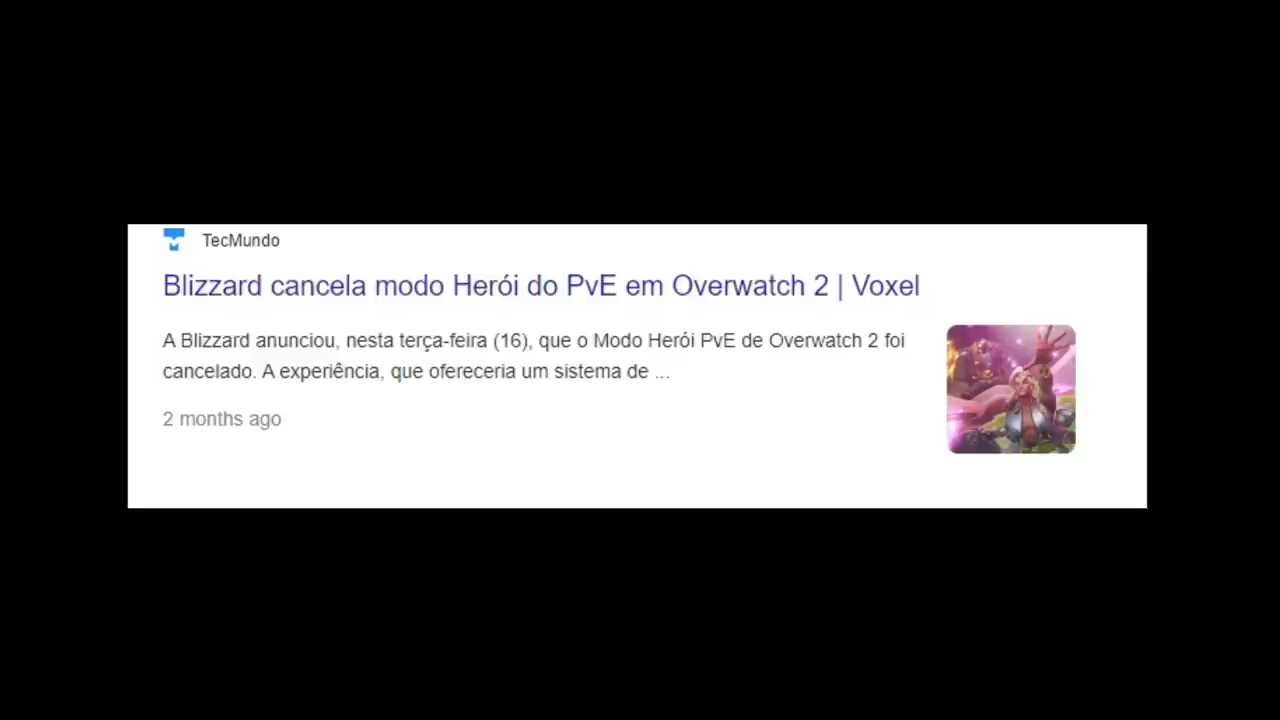 TecMundo
Blizzard cancela modo Herói do PvE em Overwatch 2 | Voxel
A Blizzard anunciou, nesta terça-feira (16), que o Modo Herói PvE de Overwatch 2 foi
cancelado. A experiência, que ofereceria um sistema de ...
2 months ago